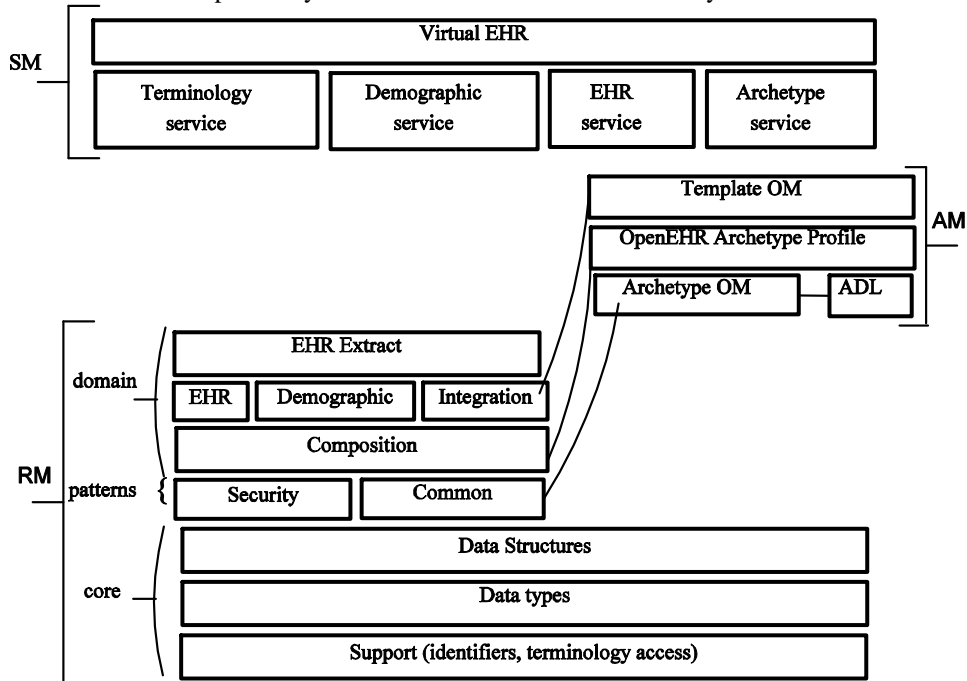 Virtual EHR
SM
Terminology
service
Demographic
service
EHR
service
Archetype
service
Template OM
AM
OpenEHR Archetype Profile
Archetype OM
ADL
EHR Extract
domain
EHR
Demographic
Integration
Composition
RM
patterns
Security
Common
Data Structures
core
Data types
Support (identifiers, terminology access)